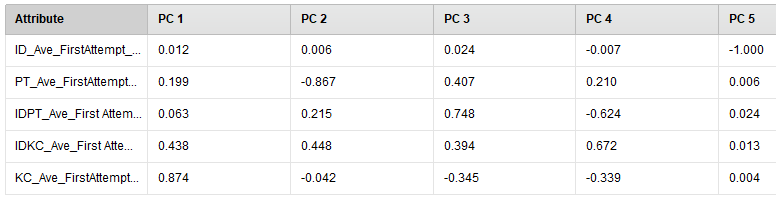 Attribute PC 1 PC 2 PC 3 PC 4 PC 5
ID_Ave_FirstAttempt_... 0.012 0.006 0.024 -0.007 -1.000
PT_Ave_FirstAttempt... 0.199 -0.867 0.407 0.210 0.006
IDPT_Ave_First Attem... 0.063 0.215 0.748 -0.624 0.024
IDKC_Ave_First Atte... 0.438 0.448 0.394 0.672 0.013
KC_Ave_FirstAttempt... 0.874 -0.042 -0.345 -0.339 0.004